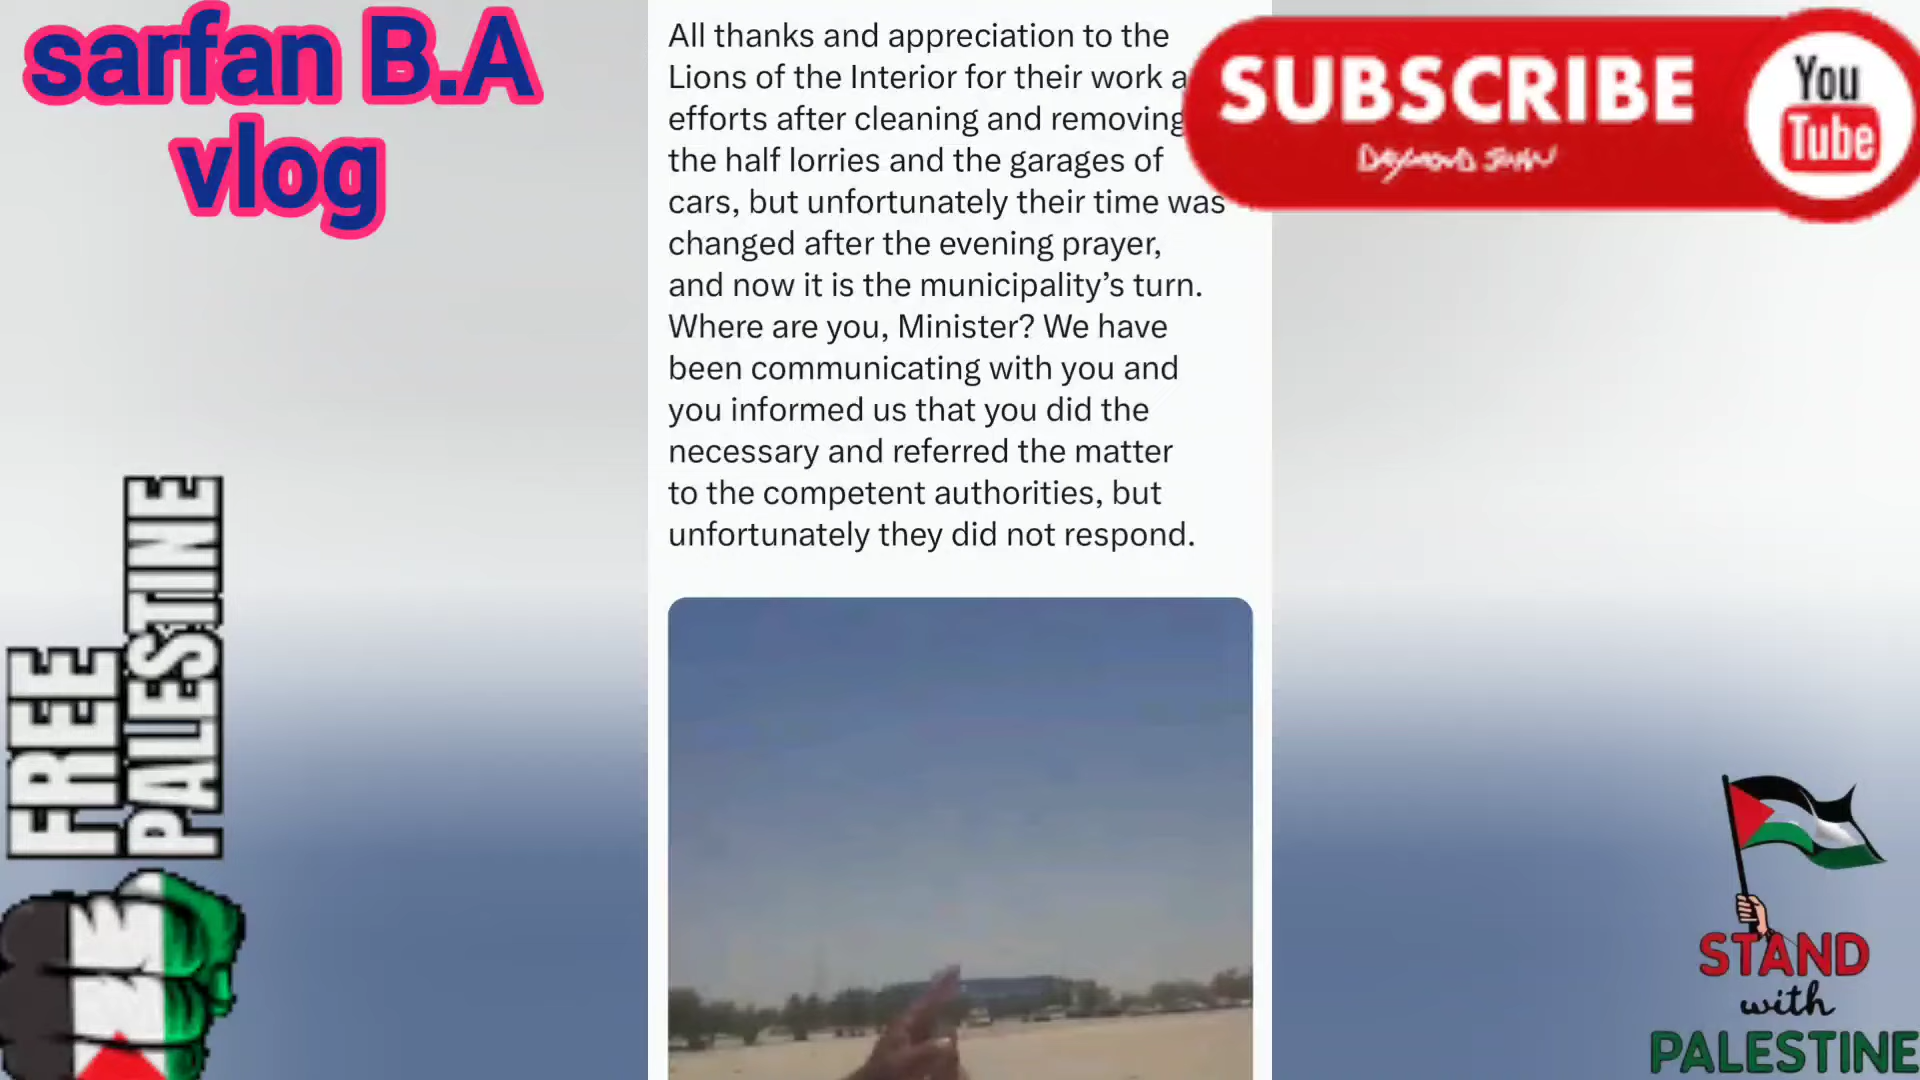 sarfan B.A
vlog
All thanks and appreciation to the
Lions of the Interior for their work a
efforts after cleaning and removing
the half lorries and the garages of
cars, but unfortunately their time was
changed after the evening prayer,
and now it is the municipality’s turn.
Where are you, Minister? We have
been communicating with you and
you informed us that you did the
necessary and referred the matter
to the competent authorities, but
unfortunately they did not respond.
SUBSCRIBE
DAYMOND JOHN
You
Tube
FREE
PALESTINE
STAND
with
PALESTINE